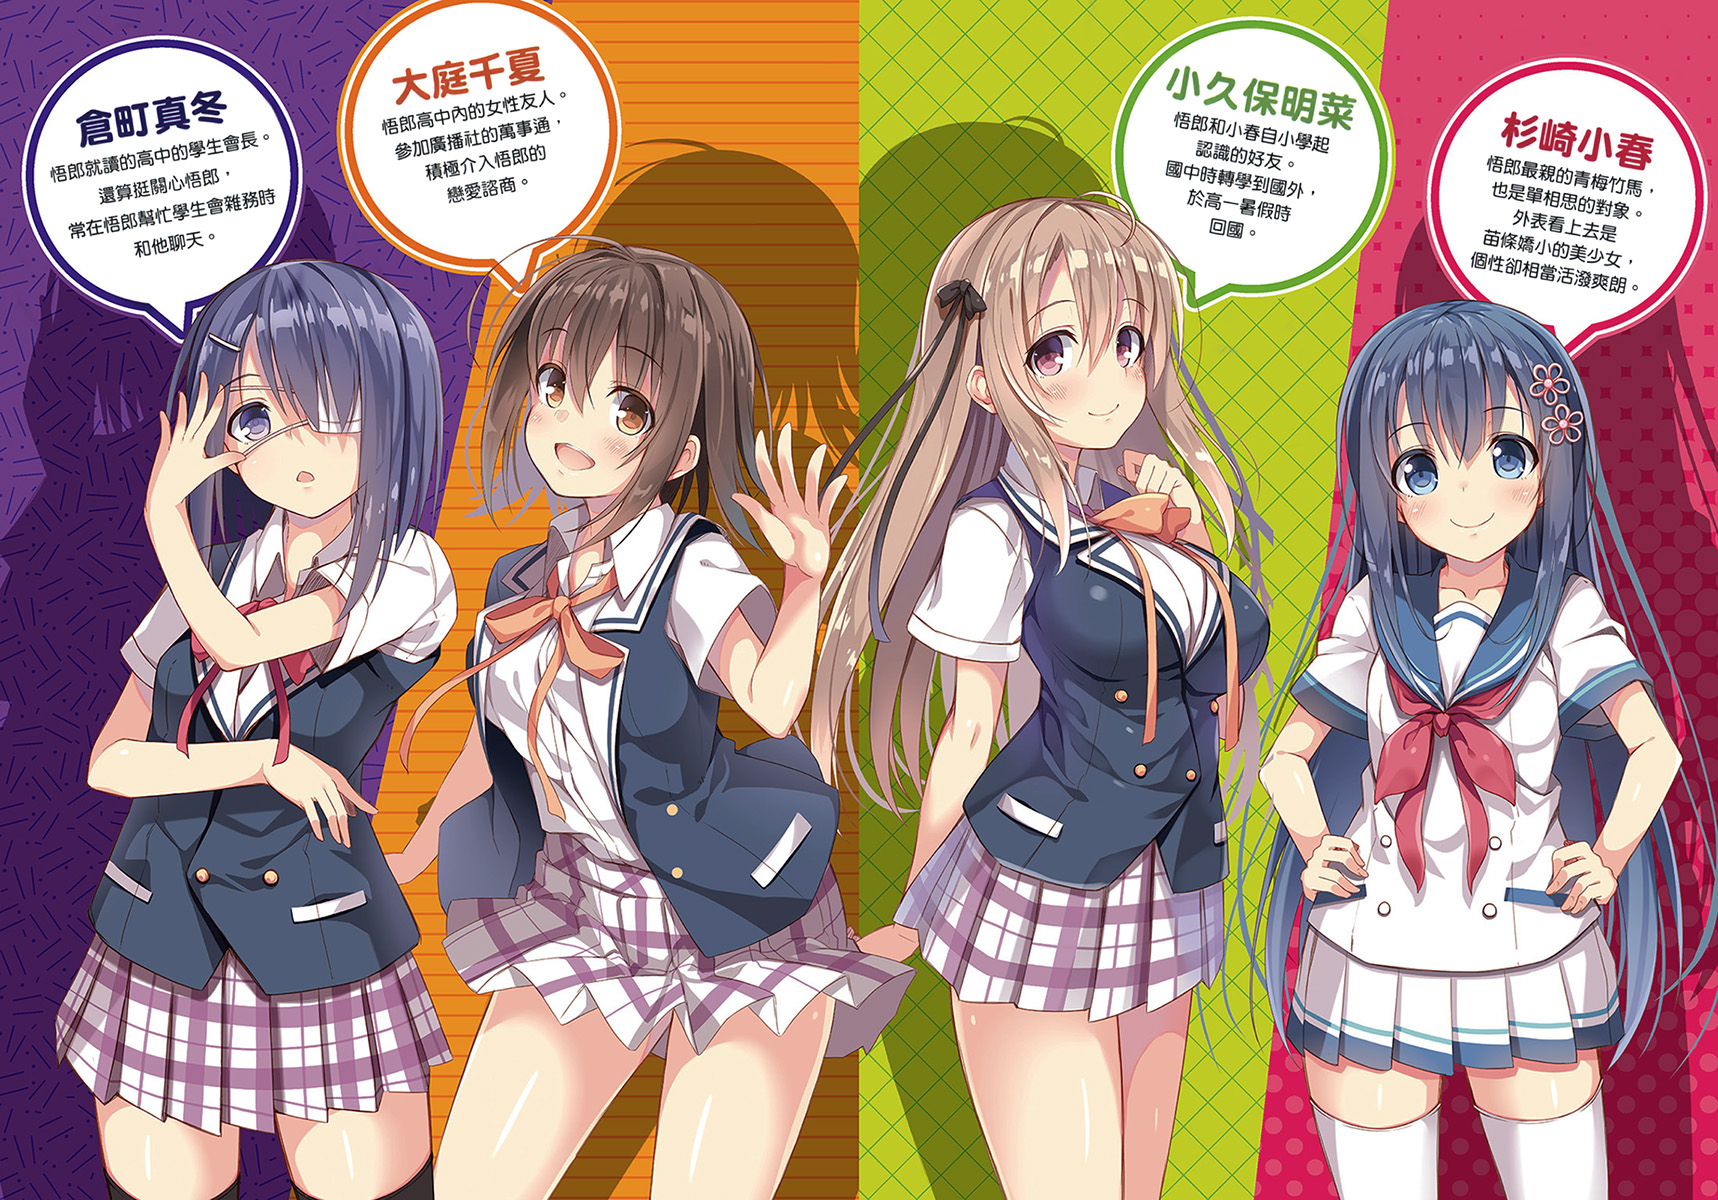 倉町真冬
悟郎就讀的高中的學生會長。
還算挺關心悟郎，
常在悟郎幫忙學生會雜務時
和他聊天。
大庭千夏
悟郎高中內的女性友人。
參加廣播社的萬事通，
積極介入悟郎的
戀愛諮商。
小久保明菜
悟郎和小春自小學起
認識的好友。
國中時轉學到國外，
於高一暑假時
回國。
杉崎小春
悟郎最親的青梅竹馬，
也是單相思的對象。
外表看上去是
苗條嬌小的美少女，
個性卻相當活潑爽朗。